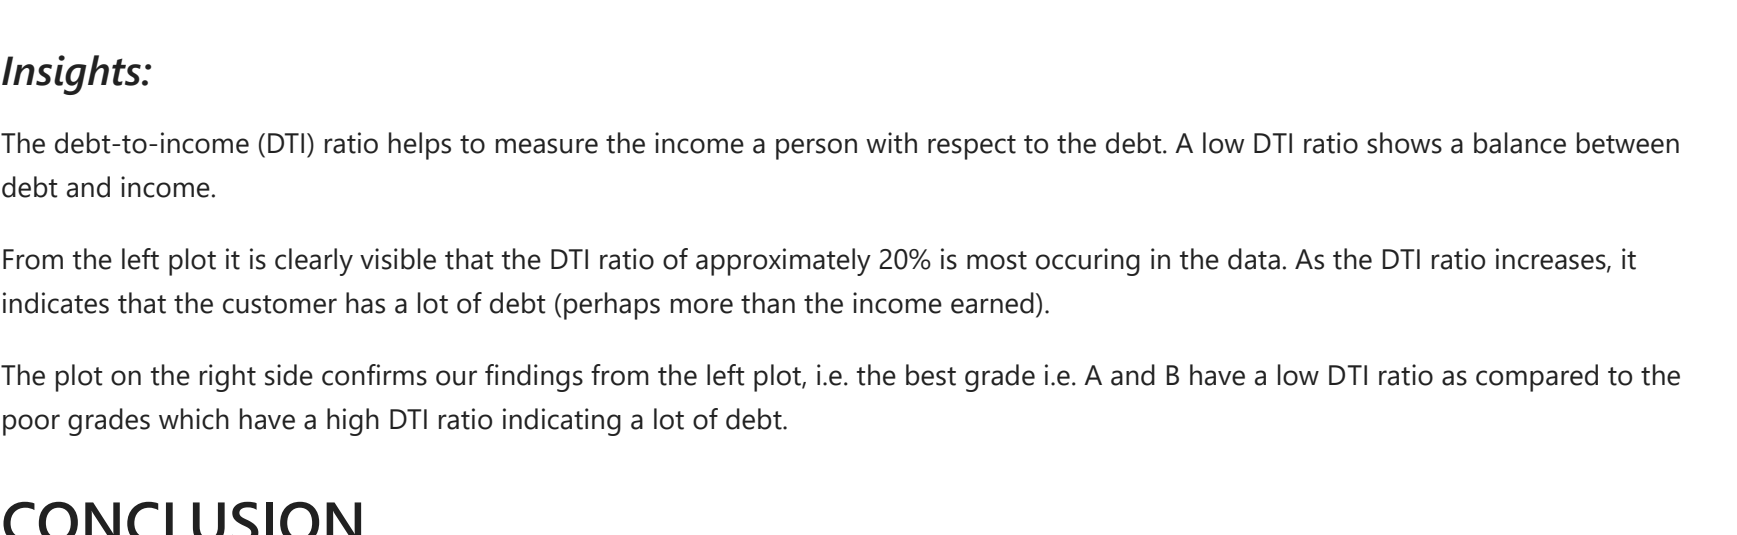 Insights:
The debt-to-income (DTI) ratio helps to measure the income a person with respect to the debt. A low DTI ratio shows a balance between
debt and income.
From the left plot it is clearly visible that the DTI ratio of approximately 20% is most occuring in the data. As the DTI ratio increases, it
indicates that the customer has a lot of debt (perhaps more than the income earned).
The plot on the right side confirms our findings from the left plot, i.e. the best grade i.e. A and B have a low DTI ratio as compared to the
poor grades which have a high DTI ratio indicating a lot of debt.
CONCLUSION